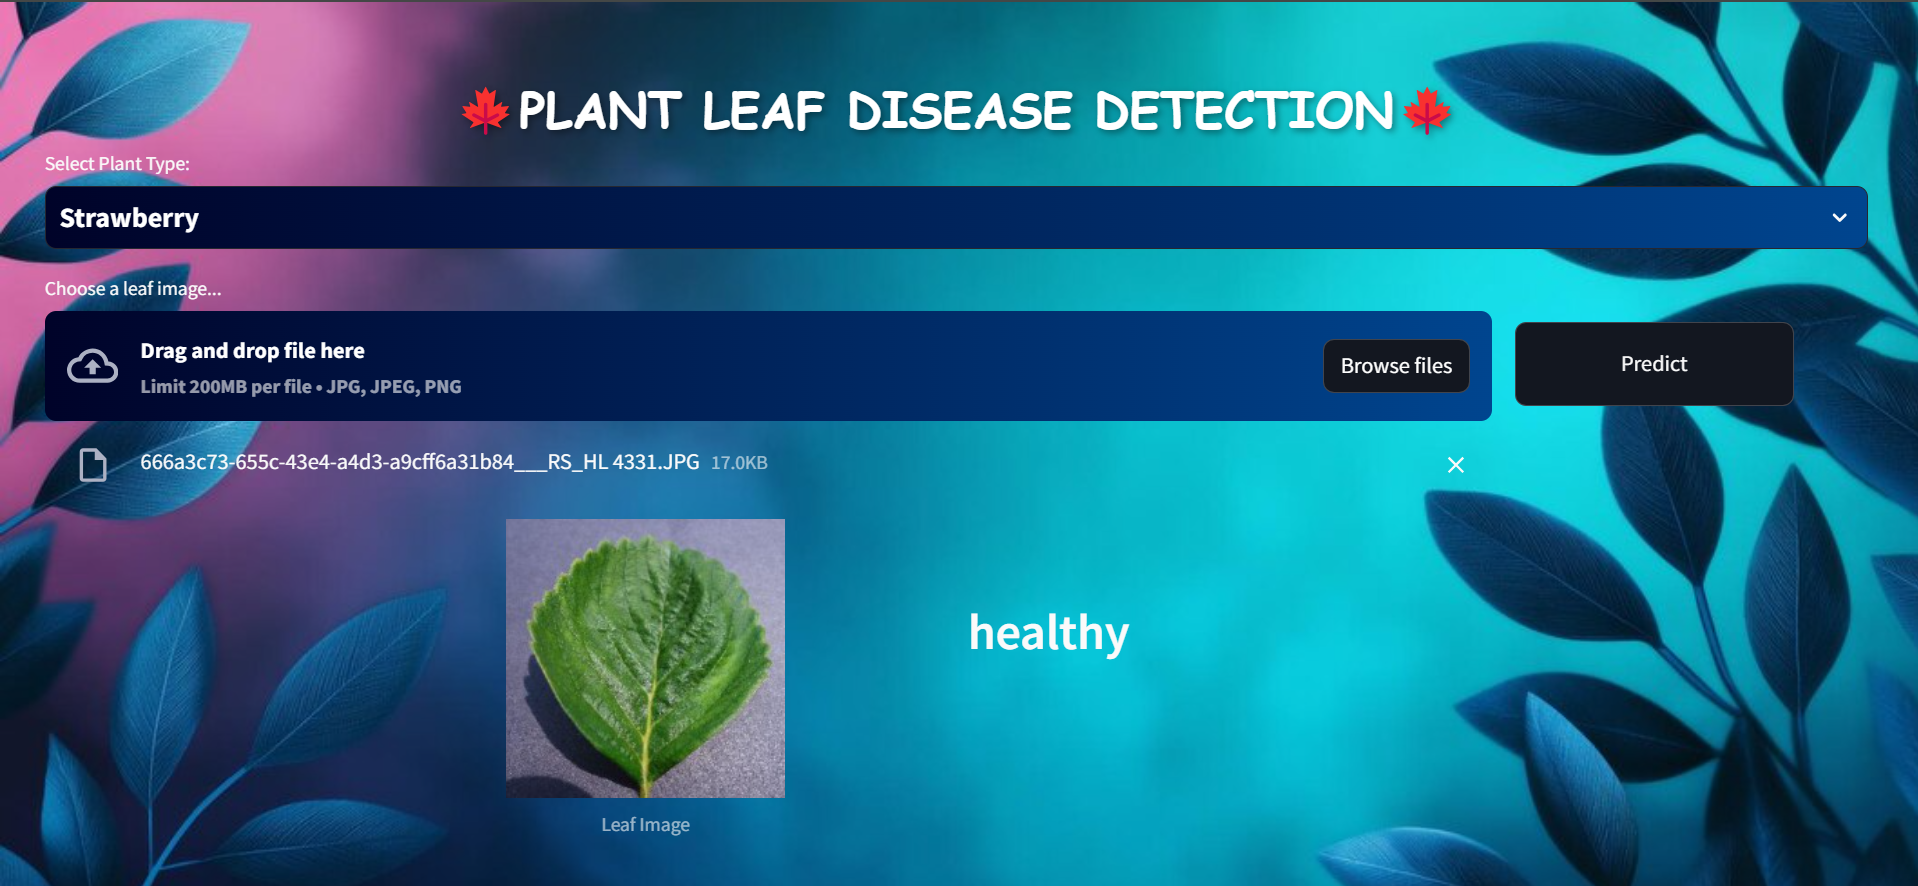 🍁PLANT LEAF DISEASE DETECTION🍁
Select Plant Type:
Strawberry
Choose a leaf image...
Drag and drop file here
Limit 200MB per file • JPG, JPEG, PNG
Browse files
Predict
666a3c73-655c-43e4-a4d3-a9cff6a31b84___RS_HL 4331.JPG 17.0KB
healthy
Leaf Image